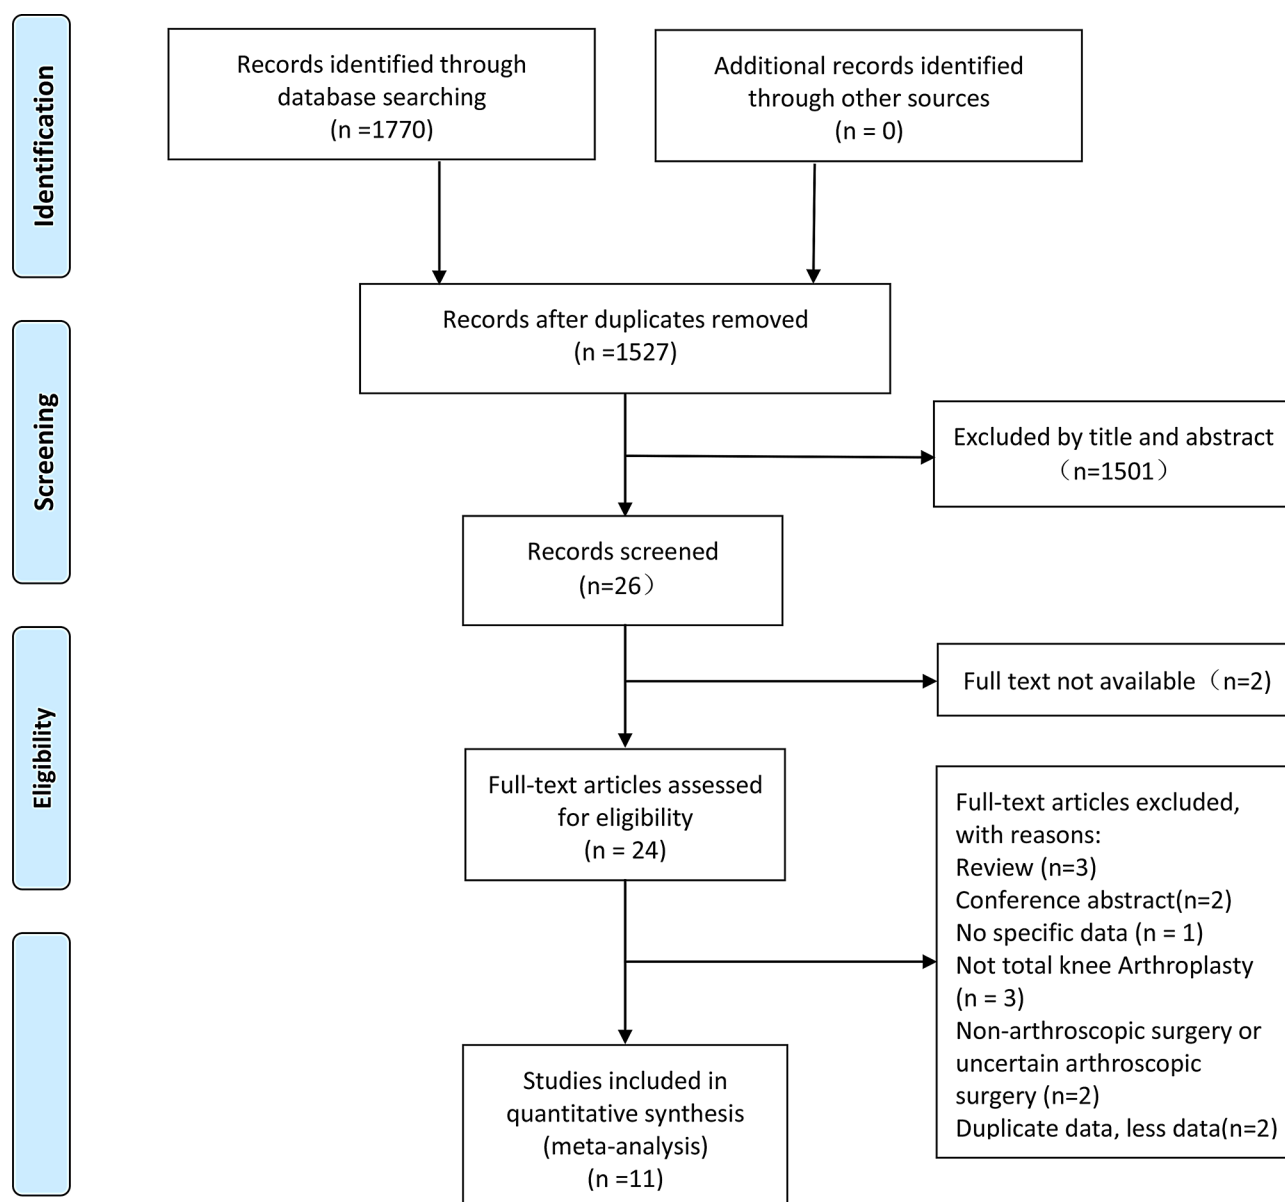 Identification
Records identified through
database searching
(n =1770)
Additional records identified
through other sources
(n = 0)
Records after duplicates removed
(n =1527)
Screening
Excluded by title and abstract
（n=1501）
Records screened
(n=26）
Full text not available（n=2)
Eligibility
Full-text articles assessed
for eligibility
(n = 24)
Full-text articles excluded,
with reasons:
Review (n=3)
Conference abstract(n=2)
No specific data (n = 1)
Not total knee Arthroplasty
(n = 3)
Non-arthroscopic surgery or
uncertain arthroscopic
surgery (n=2)
Duplicate data, less data(n=2)
Studies included in
quantitative synthesis
(meta-analysis)
(n =11)